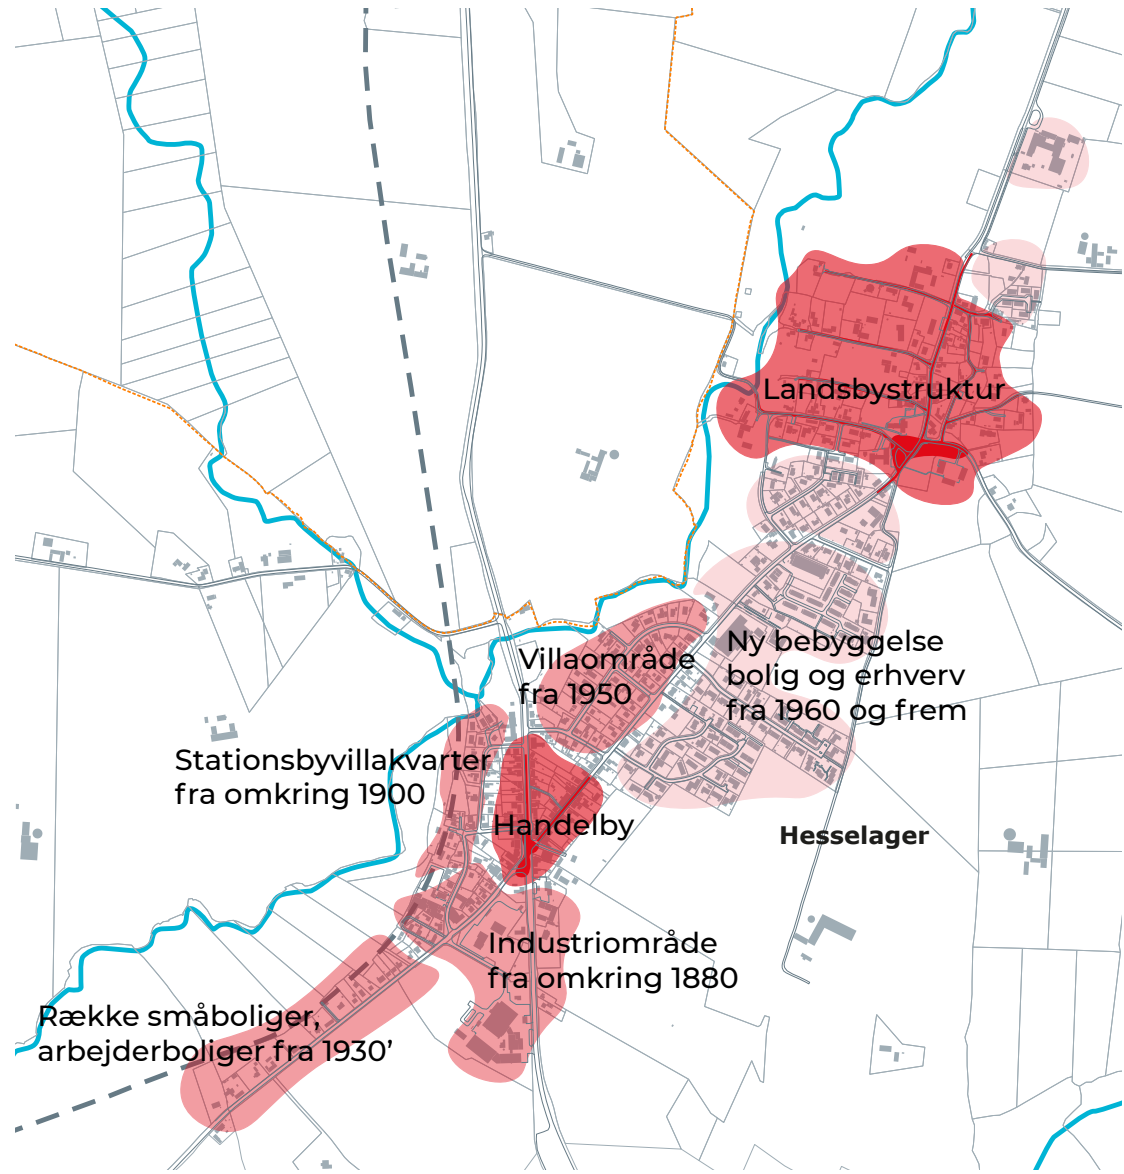 Landsbystruktur
Ny bebyggelse
bolig og erhverv
fra 1960 og frem
Villaområde
fra 1950
Stationsbyvillakvarter
fra omkring 1900
Handelby
Hesselager
Industriområde
fra omkring 1880
Række småboliger,
arbejderboliger fra 1930’